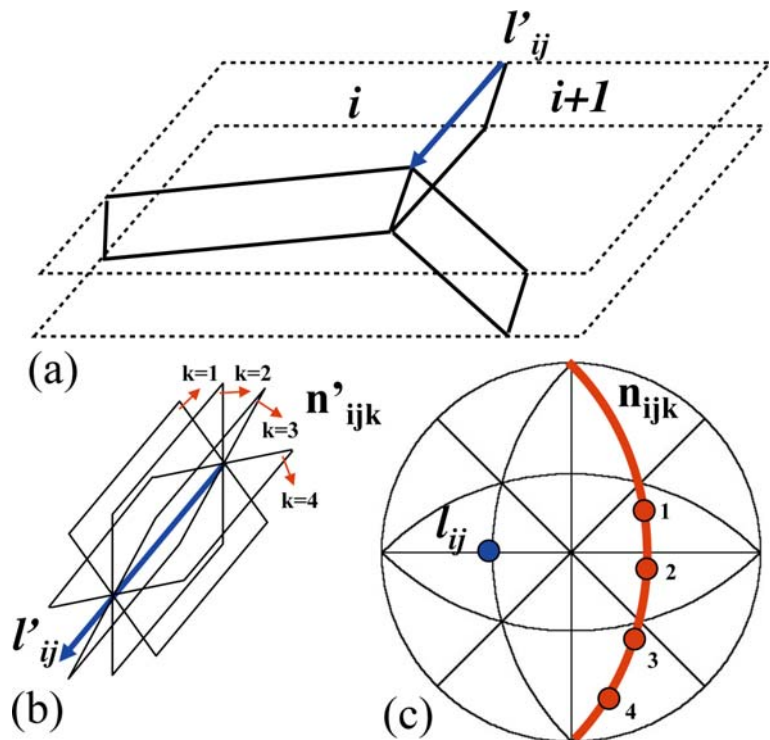 l'ij
i i+1
(a)
k=1 k=2
n'ijk
k=3
k=4
l'ij
(b)
nijk
lij
1
2
3
4
(c)